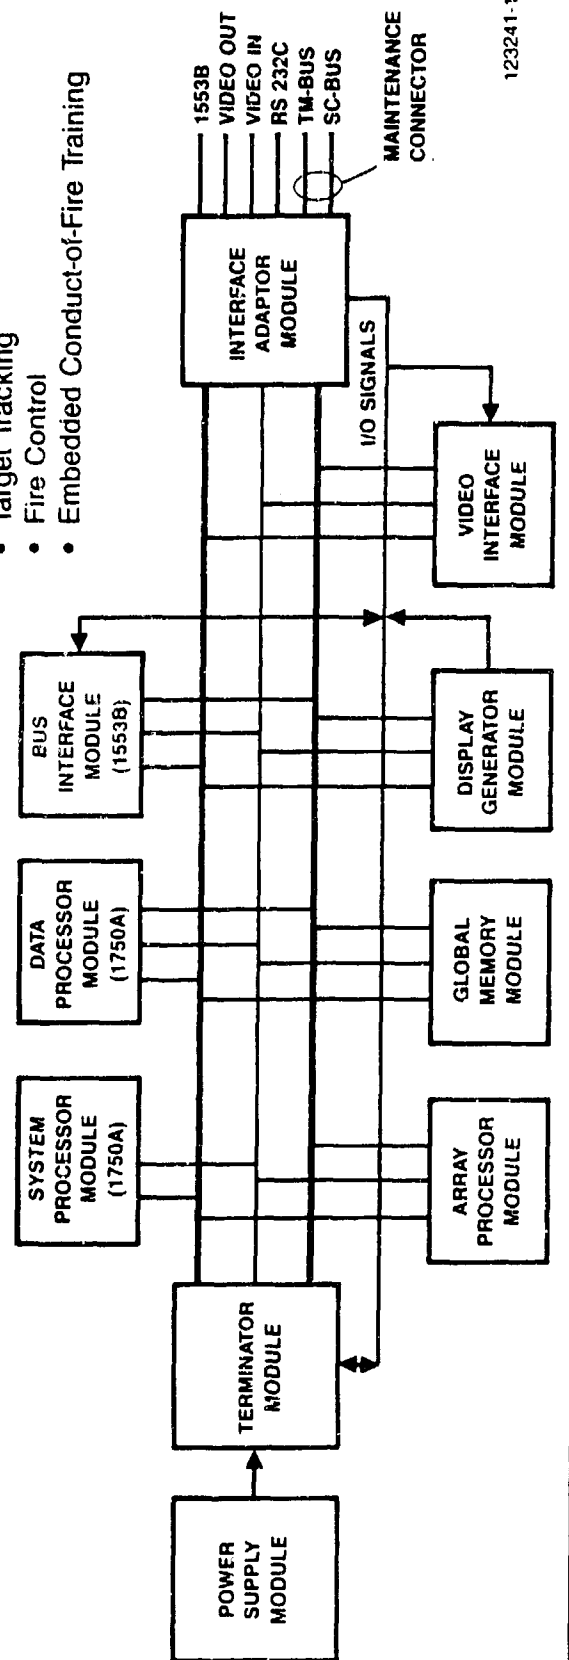 • Target Tracking
• Fire Control
• Embedded Conduct-of-Fire Training
SYSTEM
PROCESSOR
MODULE
(1750A)
DATA
PROCESSOR
MODULE
(1750A)
BUS
INTERFACE
MODULE
(1553B)
1553B
VIDEO OUT
VIDEO IN
RS 232C
TM-BUS
SC-BUS
MAINTENANCE
CONNECTOR
POWER
SUPPLY
MODULE
TERMINATOR
MODULE
INTERFACE
ADAPTOR
MODULE
I/O SIGNALS
ARRAY
PROCESSOR
MODULE
GLOBAL
MEMORY
MODULE
DISPLAY
GENERATOR
MODULE
VIDEO
INTERFACE
MODULE